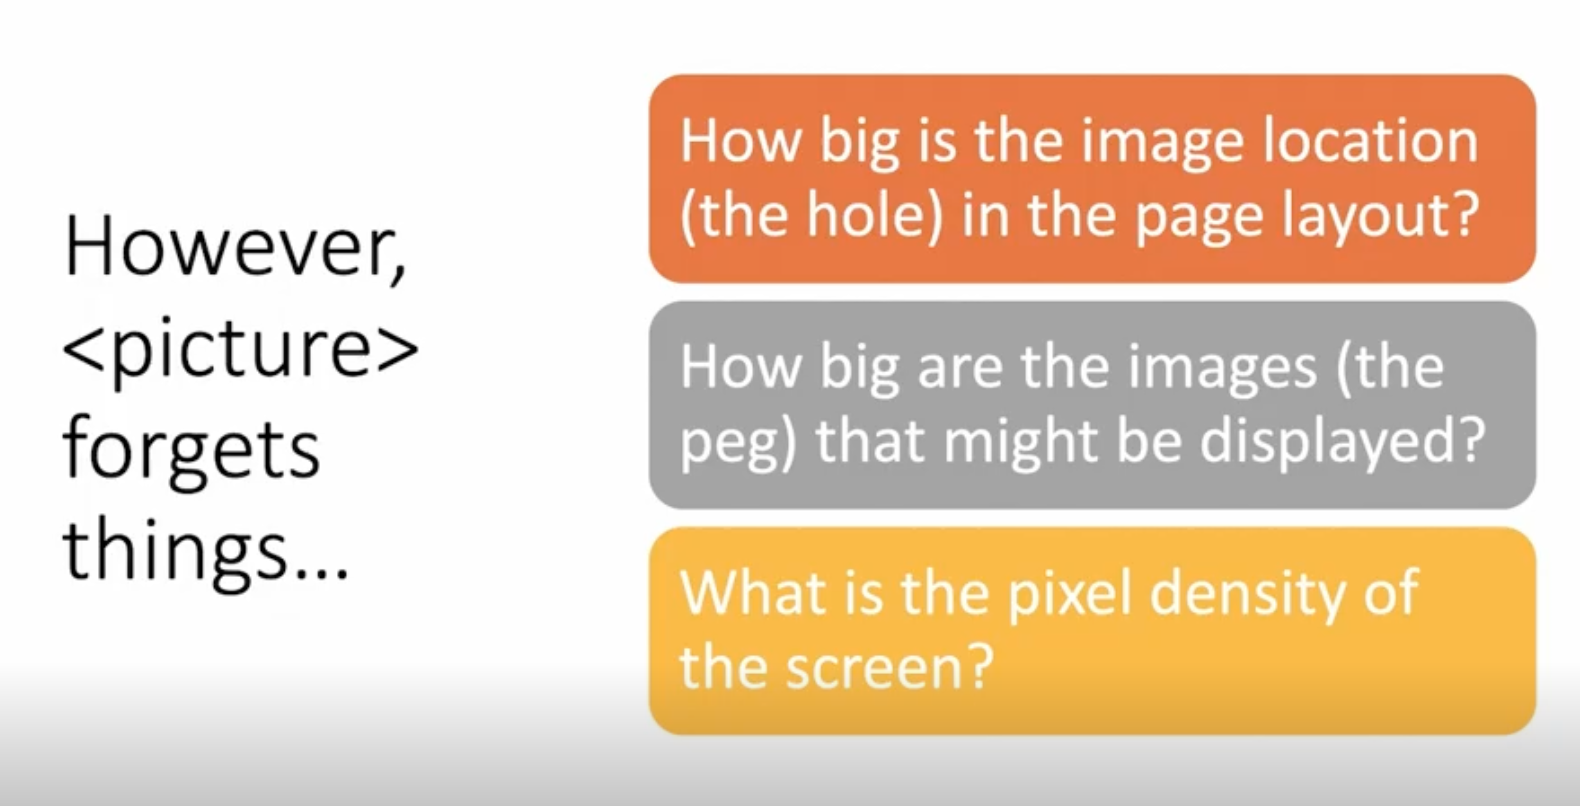 However,
<picture>
forgets
things...
How big is the image location
(the hole) in the page layout?
How big are the images (the
peg) that might be displayed?
What is the pixel density of
the screen?